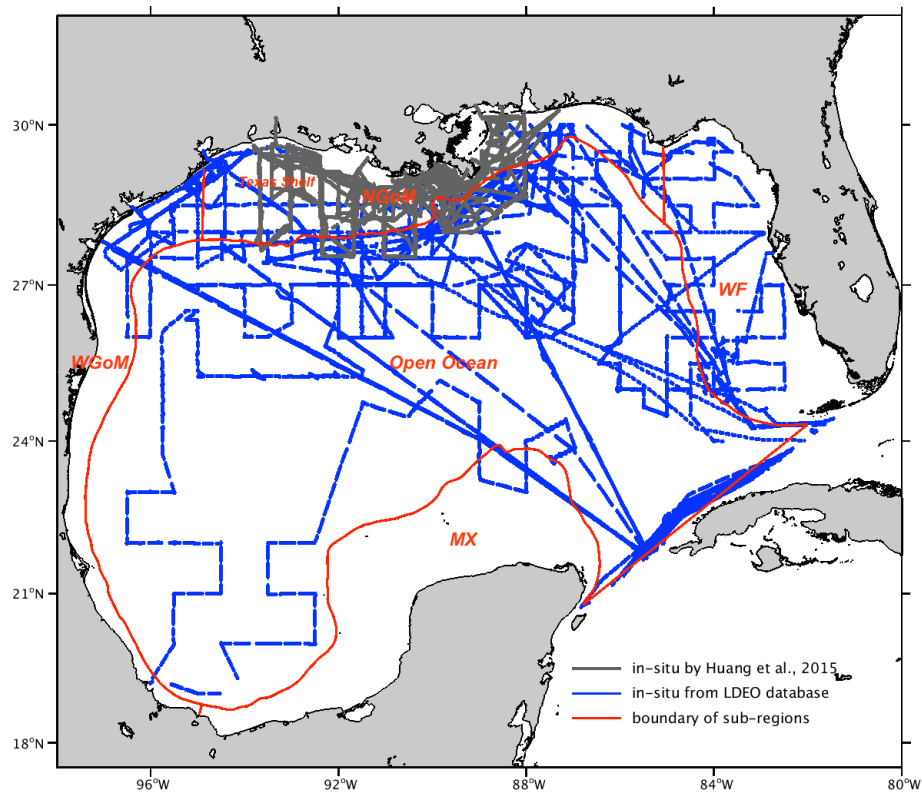 30°N
27°N
24°N
21°N
18°N
Texas Shelf
NGoM
WF
WGoM
Open Ocean
MX
in-situ by Huang et al., 2015
in-situ from LDEO database
boundary of sub-regions
96°W 92°W 88°W 84°W 80°W